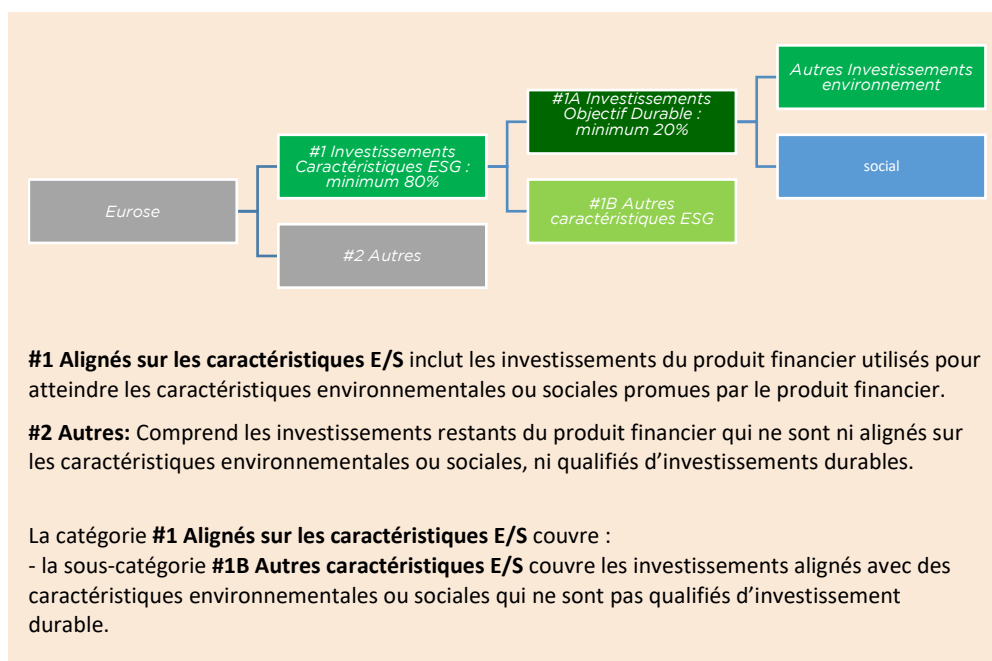 Autres Investissements
environnement
#1A Investissements
Objectif Durable :
minimum 20%
#1 Investissements
Caractéristiques ESG :
minimum 80%
social
Eurose
#1B Autres
caractéristiques ESG
#2 Autres
#1 Alignés sur les caractéristiques E/S inclut les investissements du produit financier utilisés pour
atteindre les caractéristiques environnementales ou sociales promues par le produit financier.
#2 Autres: Comprend les investissements restants du produit financier qui ne sont ni alignés sur
les caractéristiques environnementales ou sociales, ni qualifiés d’investissements durables.
La catégorie #1 Alignés sur les caractéristiques E/S couvre :
- la sous-catégorie #1B Autres caractéristiques E/S couvre les investissements alignés avec des
caractéristiques environnementales ou sociales qui ne sont pas qualifiés d’investissement
durable.